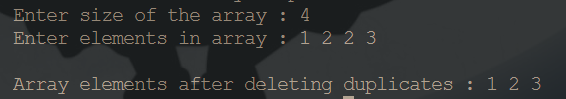 Enter size of the array : 4
Enter elements in array : 1 2 2 3
Array elements after deleting duplicates : 1 2 3